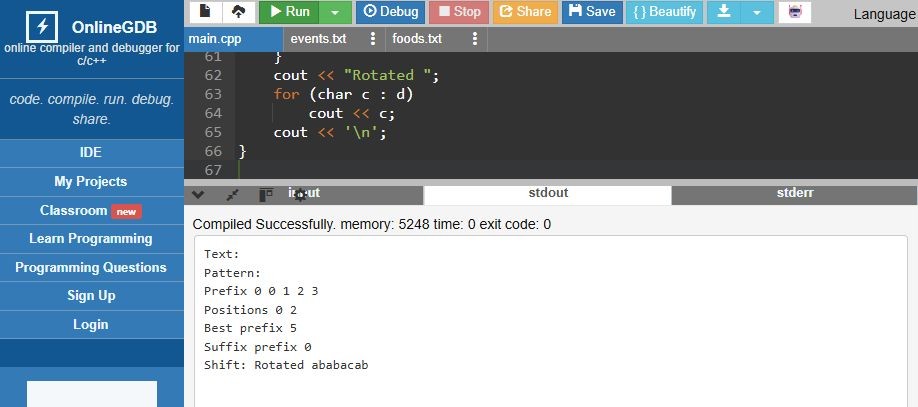 OnlineGDB
online compiler and debugger for
c/c++
code. compile. run. debug.
share.
IDE
My Projects
Classroom new
Learn Programming
Programming Questions
Sign Up
Login
Run Debug Stop Share Save { } Beautify Language
main.cpp events.txt foods.txt
61 }
62 cout << "Rotated ";
63 for (char c : d)
64 cout << c;
65 cout << '\n';
66 }
67
input stdout stderr
Compiled Successfully. memory: 5248 time: 0 exit code: 0
Text:
Pattern:
Prefix 0 0 1 2 3
Positions 0 2
Best prefix 5
Suffix prefix 0
Shift: Rotated ababacab